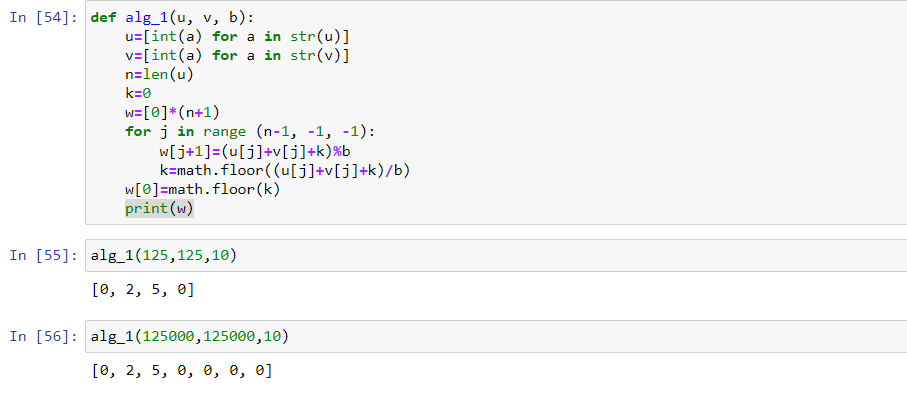 In [54]: def alg_1(u, v, b):
    u=[int(a) for a in str(u)]
    v=[int(a) for a in str(v)]
    n=len(u)
    k=0
    w=[0]*(n+1)
    for j in range (n-1, -1, -1):
        w[j+1]=(u[j]+v[j]+k)%b
        k=math.floor((u[j]+v[j]+k)/b)
    w[0]=math.floor(k)
    print(w)
In [55]: alg_1(125,125,10)
[0, 2, 5, 0]
In [56]: alg_1(125000,125000,10)
[0, 2, 5, 0, 0, 0, 0]